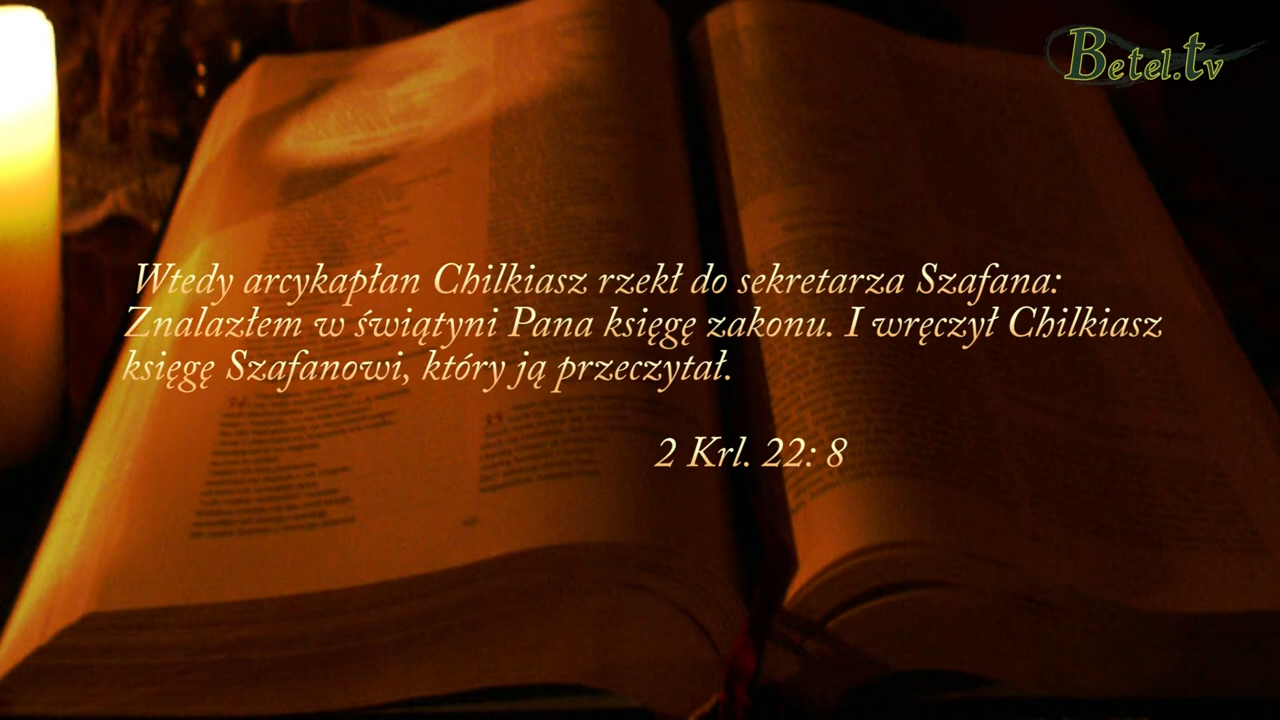 Betel.tv
Wtedy arcykapłan Chilkiasz rzekł do sekretarza Szafana:
Znalazłem w świątyni Pana księgę zakonu. I wręczył Chilkiasz
księgę Szafanowi, który ją przeczytał.
2 Krl. 22: 8